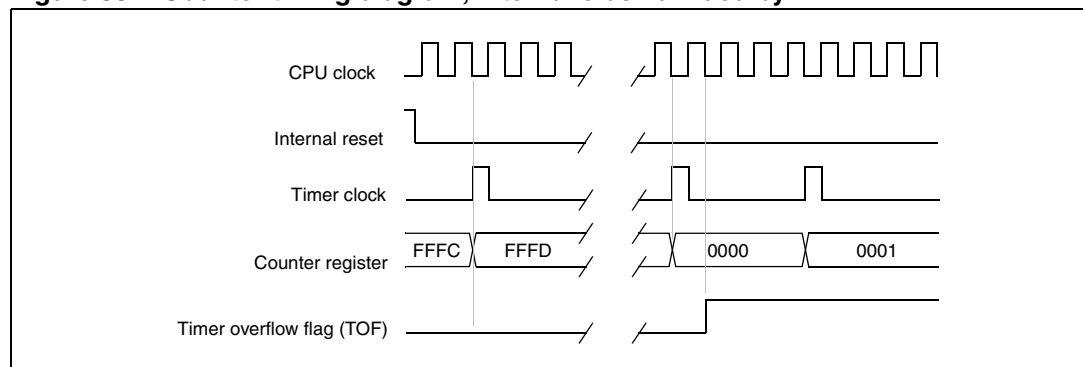 CPU clock
Internal reset
Timer clock
FFFC FFFD 0000 0001
Counter register
Timer overflow flag (TOF)